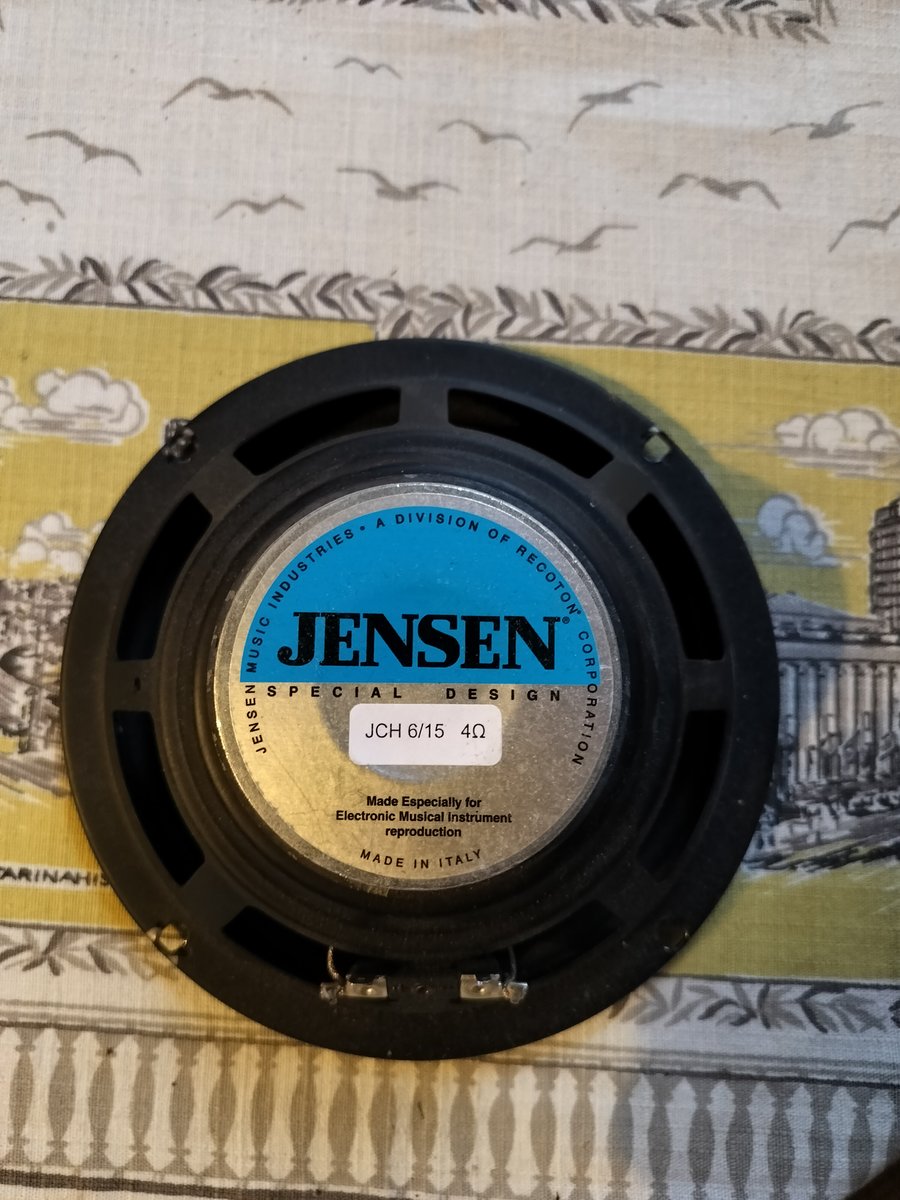 JENSEN MUSIC INDUSTRIES • A DIVISION OF RECOTON® CORPORATION
JENSEN®
SPECIAL DESIGN
JCH 6/15 4Ω
Made Especially for
Electronic Musical Instrument
reproduction
MADE IN ITALY